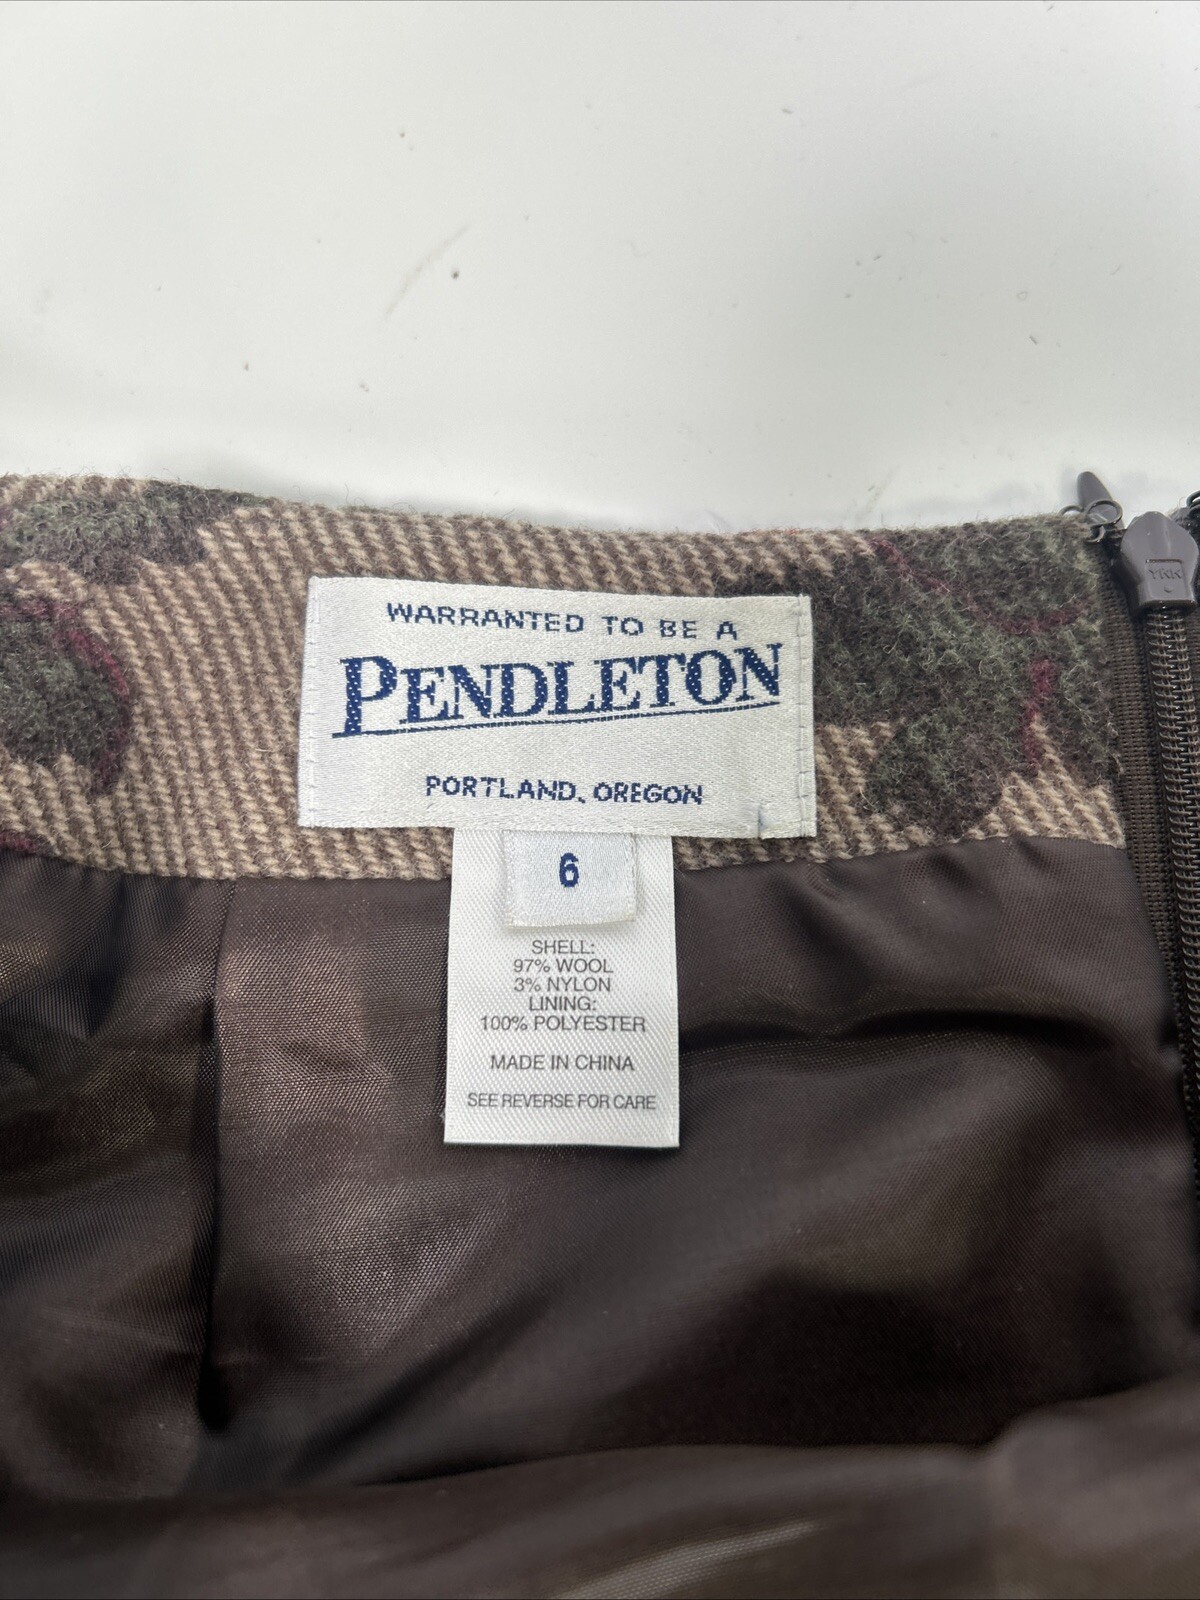 WARRANTED TO BE A
PENDLETON
PORTLAND, OREGON
6
SHELL:
97% WOOL
3% NYLON
LINING:
100% POLYESTER
MADE IN CHINA
SEE REVERSE FOR CARE
YKK